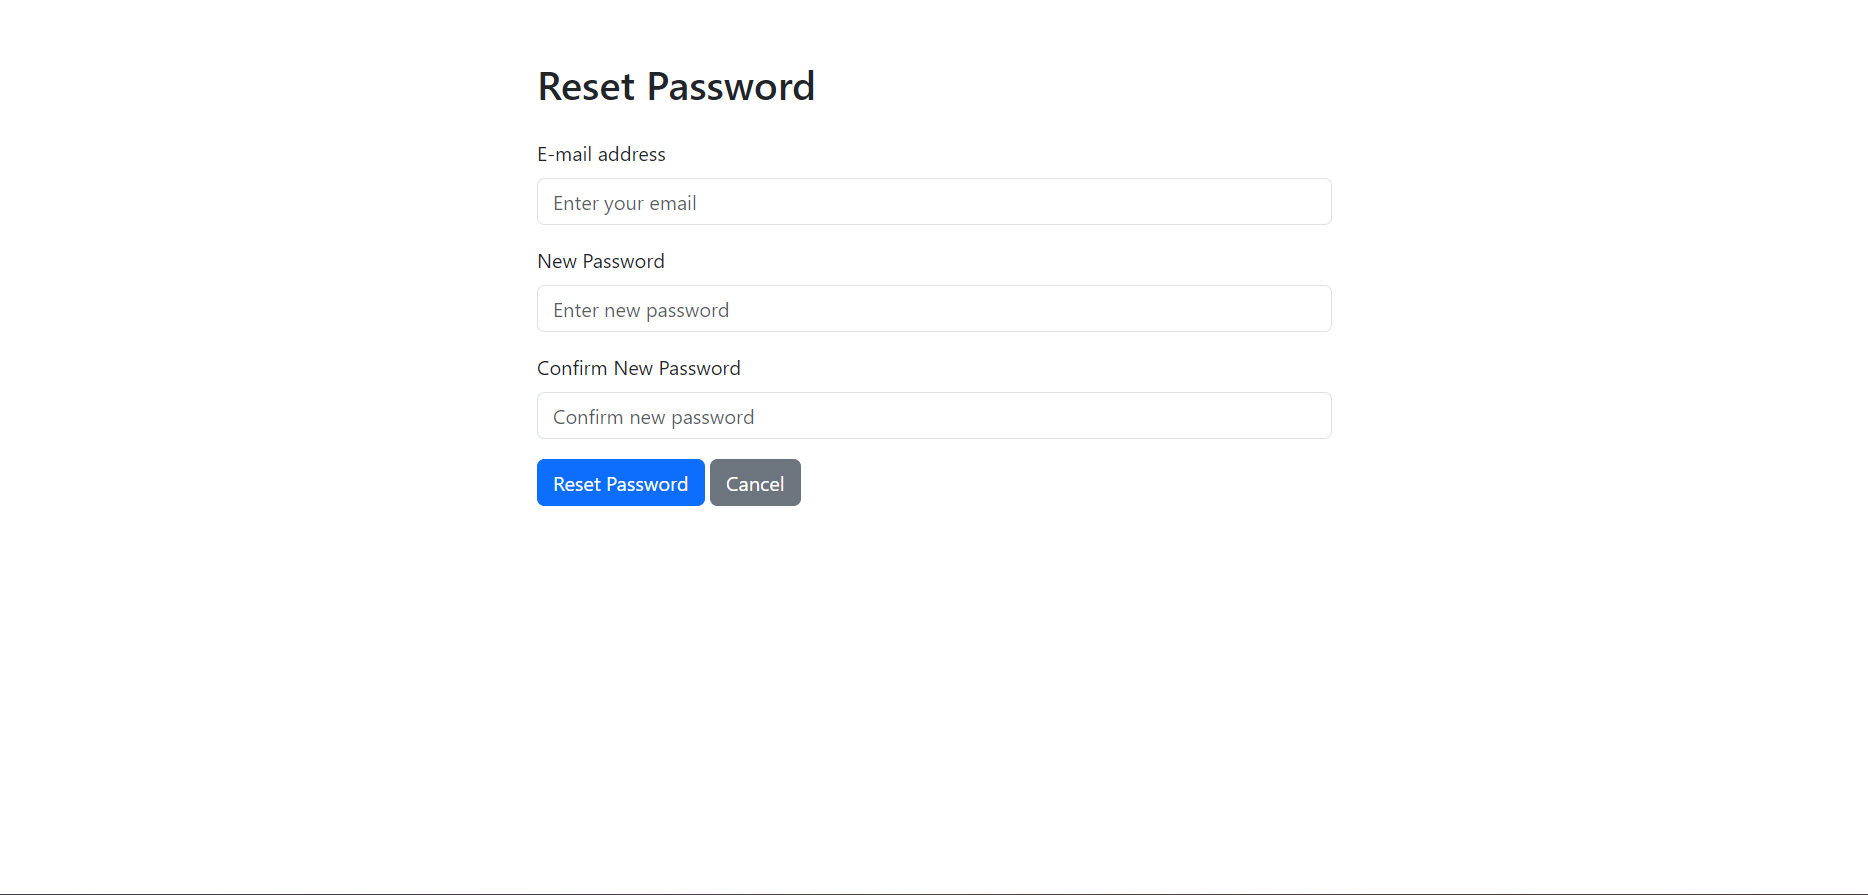 Reset Password
E-mail address
Enter your email
New Password
Enter new password
Confirm New Password
Confirm new password
Reset Password Cancel